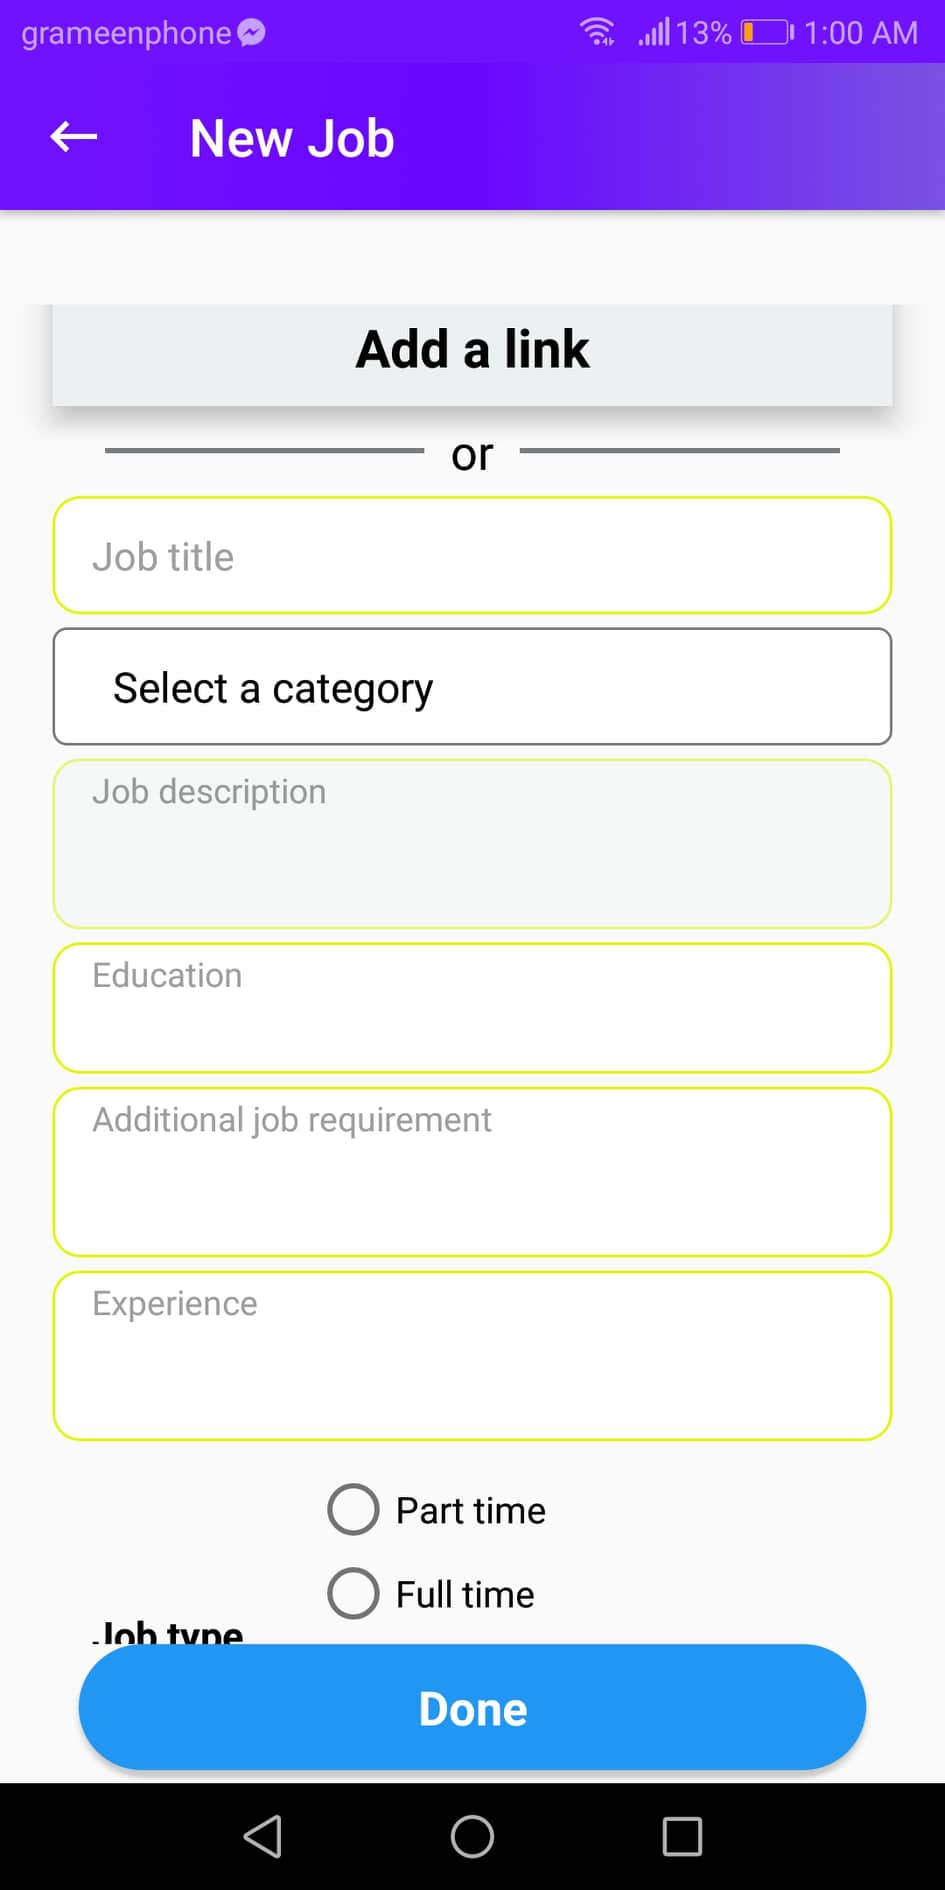 grameenphone 13% 1:00 AM
New Job
Add a link
or
Job title
Select a category
Job description
Education
Additional job requirement
Experience
Part time
Full time
Job type
Done